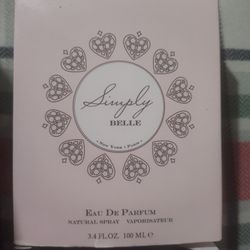 Simply
BELLE
• New York • Paris •
EAU DE PARFUM
NATURAL SPRAY VAPORISATEUR
3.4 FL.OZ. 100 ML ℮